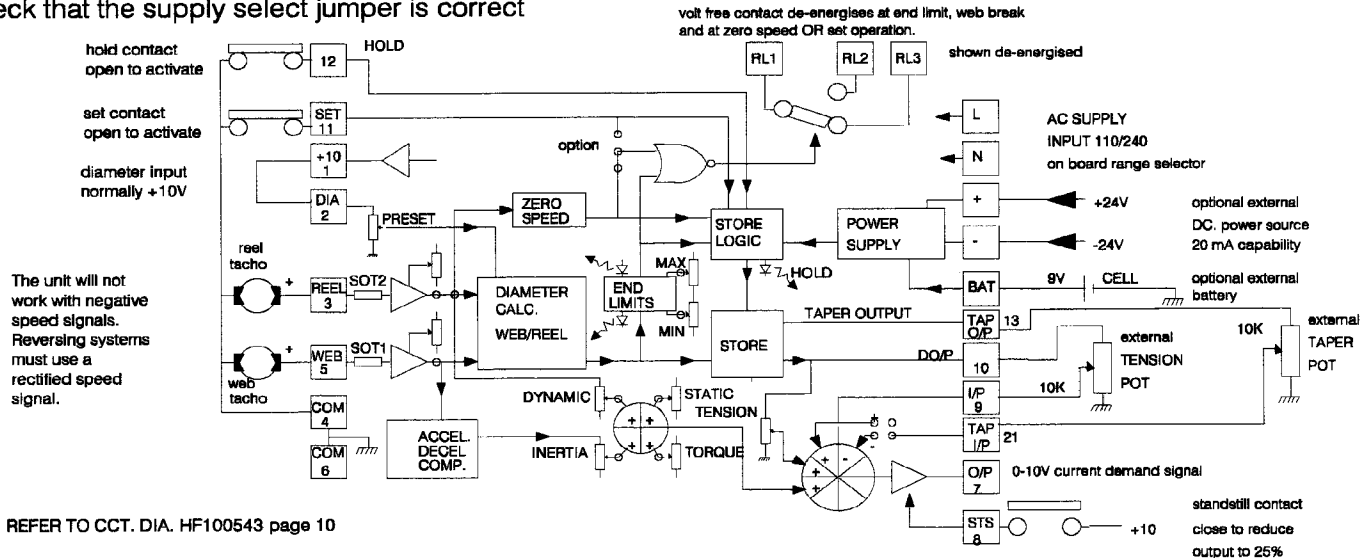 eck that the supply select jumper is correct
volt free contact de-energises at end limit, web break
and at zero speed OR set operation.
hold contact
open to activate
12
HOLD
RL1
RL2
RL3
shown de-energised
set contact
open to activate
SET
11
option
L
AC SUPPLY
INPUT 110/240
on board range selector
N
diameter input
normally +10V
+10
1
DIA
2
PRESET
ZERO
SPEED
STORE
LOGIC
POWER
SUPPLY
+
+24V
-
-24V
optional external
DC. power source
20 mA capability
reel
tacho
+
REEL
3
SOT2
DIAMETER
CALC.
WEB/REEL
END
LIMITS
MAX
MIN
HOLD
BAT
9V
CELL
optional external
battery
The unit will not
work with negative
speed signals.
Reversing systems
must use a
rectified speed
signal.
web
tacho
+
WEB
5
SOT1
STORE
TAPER OUTPUT
TAP
O/P
13
DO/P
10
10K
external
TENSION
POT
10K
external
TAPER
POT
I/P
9
TAP
I/P
21
COM
4
COM
6
ACCEL.
DECEL
COMP.
DYNAMIC
STATIC
TENSION
INERTIA
TORQUE
+ +
+ +
+
-
+ -
+
+
+
O/P
7
0-10V current demand signal
STS
8
+10
standstill contact
close to reduce
output to 25%
REFER TO CCT. DIA. HF100543 page 10